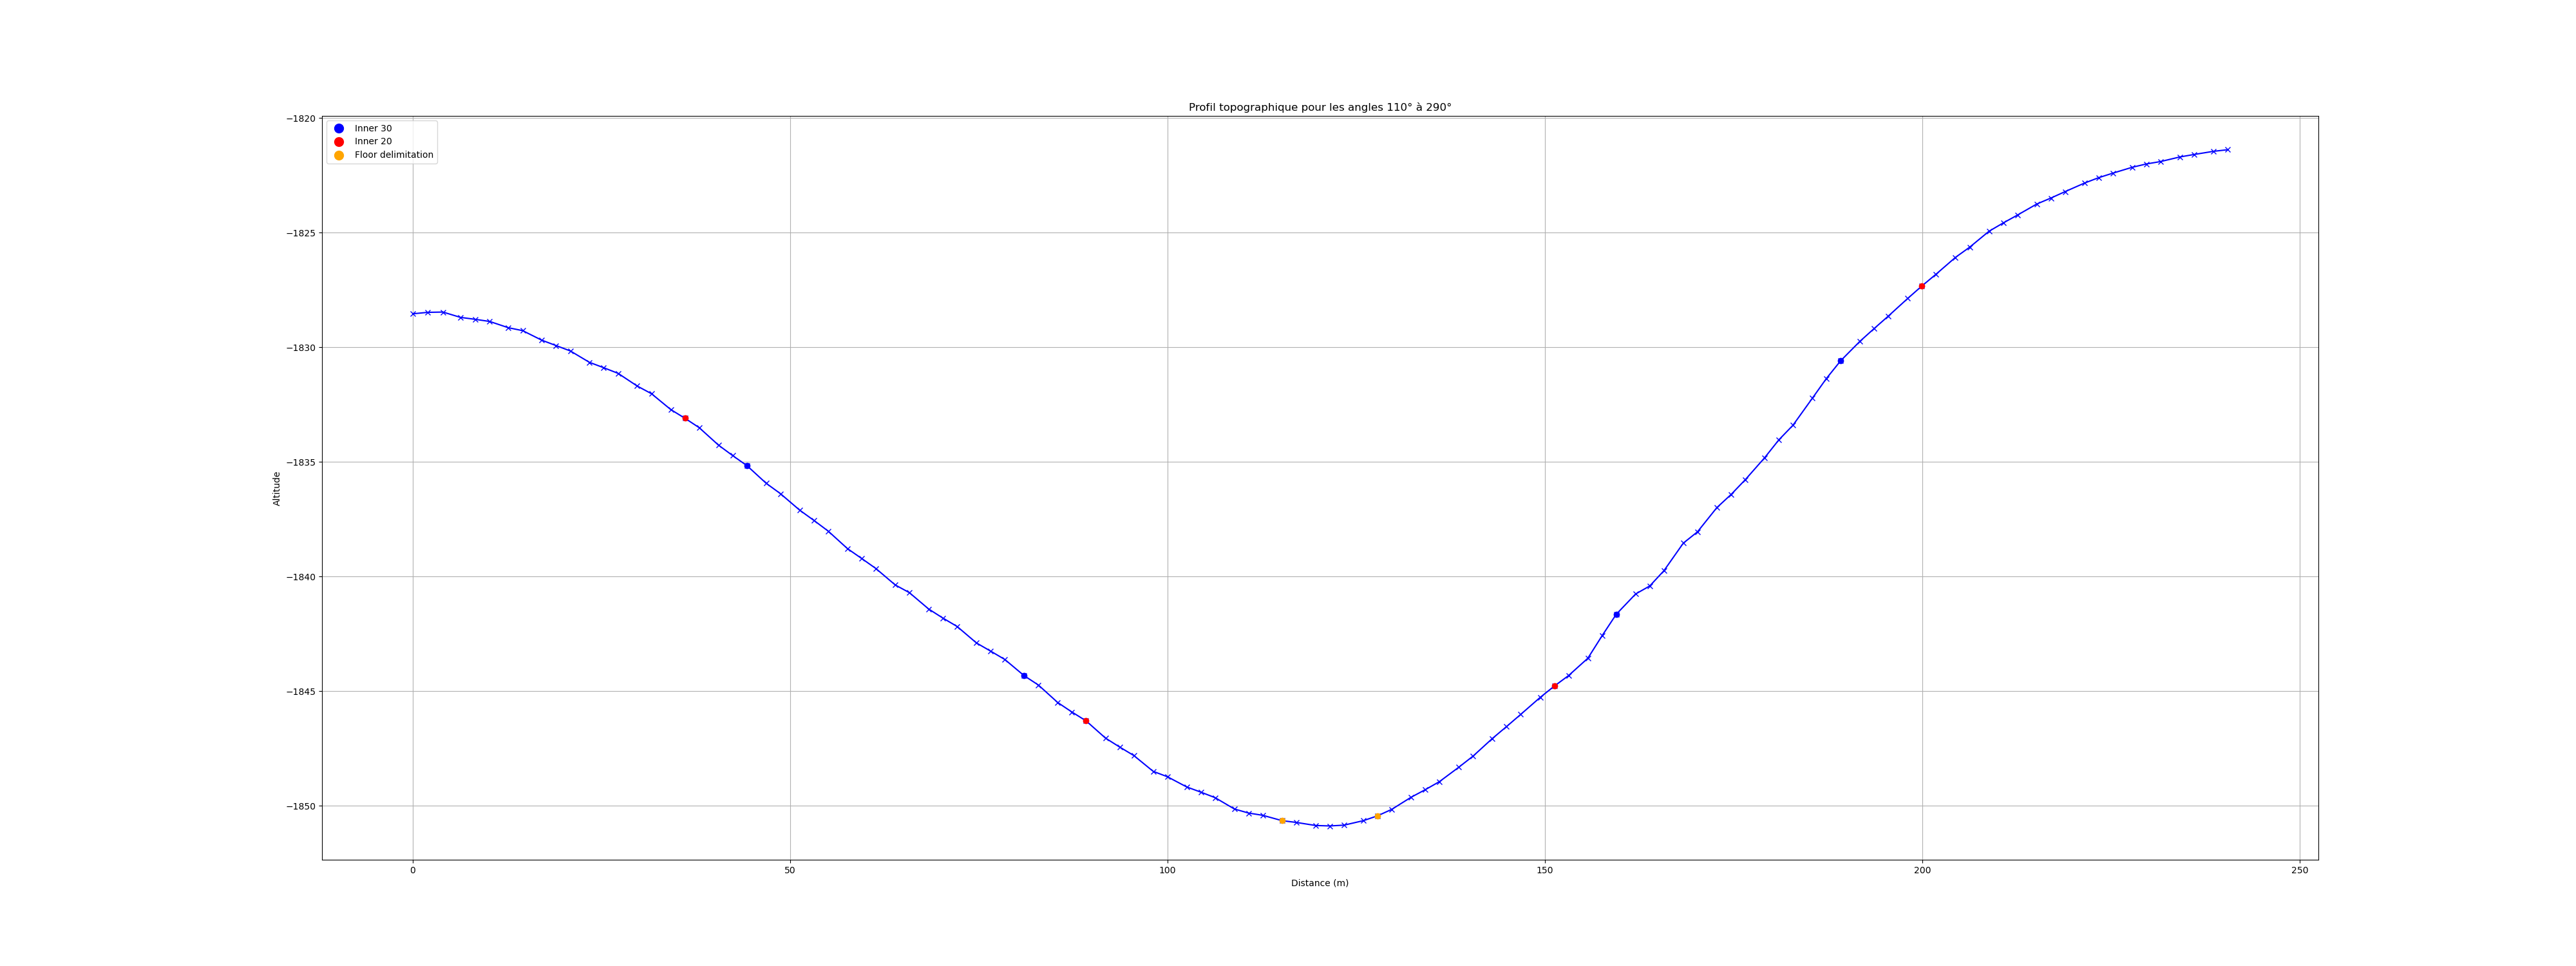 Profil topographique pour les angles 110° à 290°
Inner 30
Inner 20
Floor delimitation
−1820
−1825
−1830
−1835
−1840
−1845
−1850
Altitude
0 50 100 150 200 250
Distance (m)